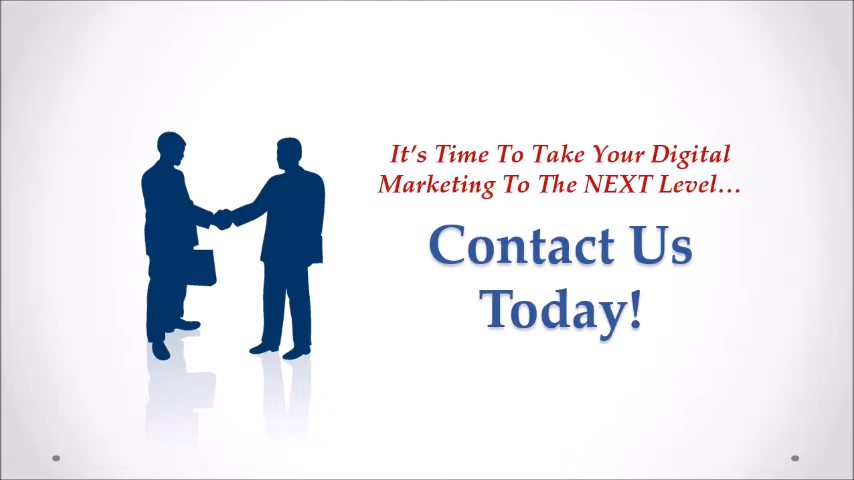 It's Time To Take Your Digital
Marketing To The NEXT Level…
Contact Us
Today!